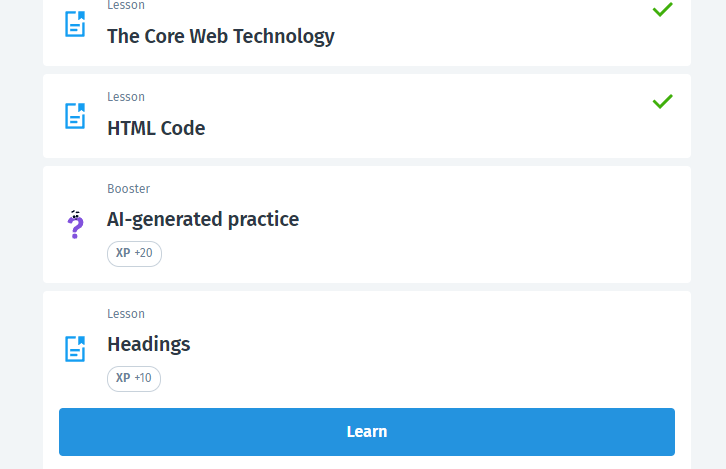 Lesson
The Core Web Technology
Lesson
HTML Code
Booster
AI-generated practice
XP +20
Lesson
Headings
XP +10
Learn